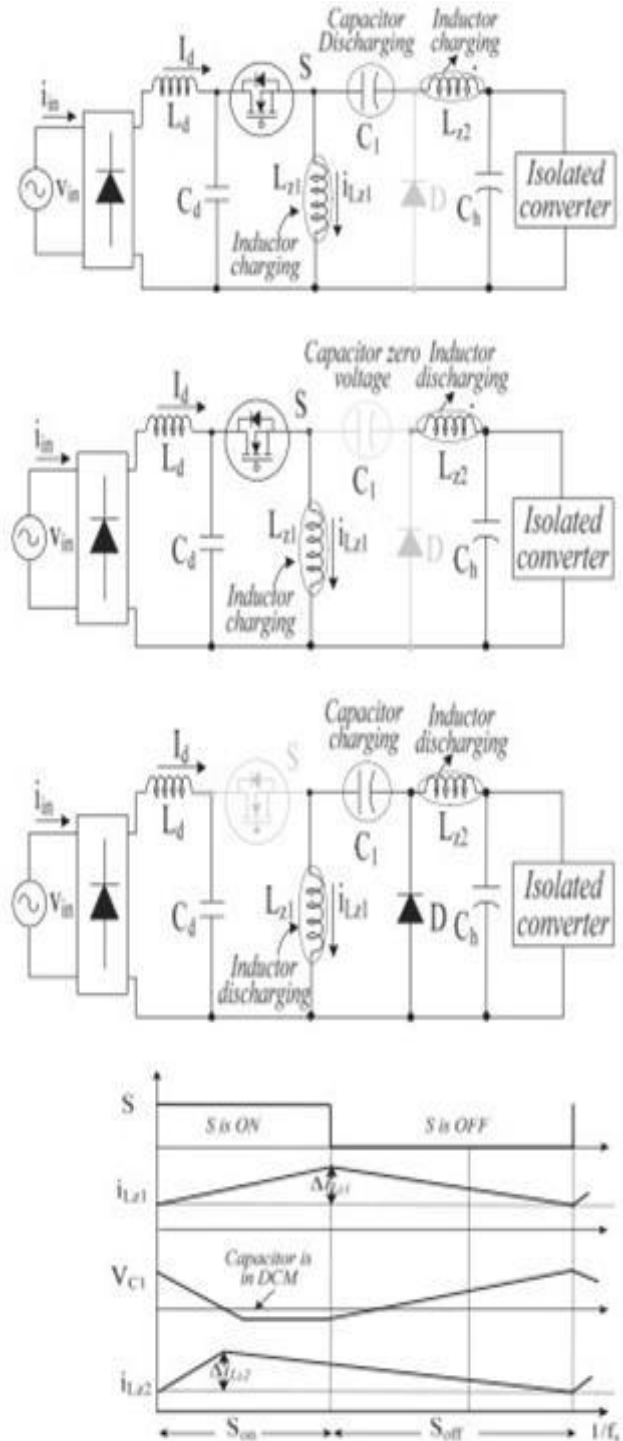 Capacitor
Discharging
Inductor
charging
I_d
S
i_in
L_d
C_1
L_z2
v_in
C_d
L_z1
i_Lz1
D
C_h
Isolated
converter
Inductor
charging
Capacitor zero
voltage
Inductor
discharging
I_d
S
i_in
L_d
C_1
L_z2
v_in
C_d
L_z1
i_Lz1
D
C_h
Isolated
converter
Inductor
charging
Capacitor
charging
Inductor
discharging
I_d
S
i_in
L_d
C_1
L_z2
v_in
C_d
L_z1
i_Lz1
D
C_h
Isolated
converter
Inductor
discharging
S
S is ON
S is OFF
i_Lz1
Δi_Lz1
V_C1
Capacitor is
in DCM
i_Lz2
Δi_Lz2
S_on
S_off
1/f_s